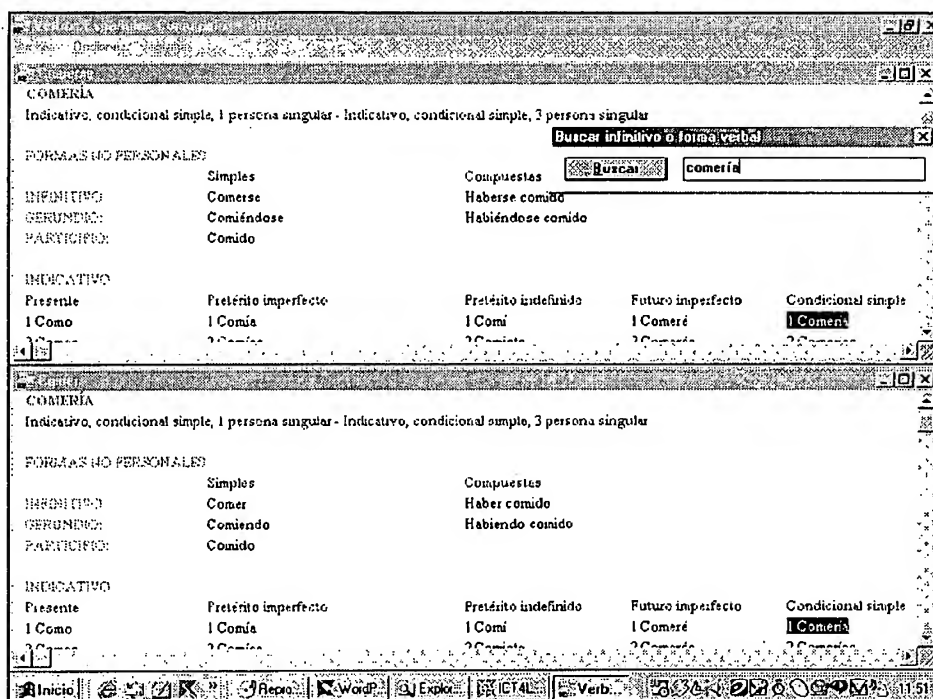 COMERÍA
Indicativo, condicional simple, 1 persona singular - Indicativo, condicional simple, 3 persona singular
Buscar infinitivo o forma verbal
Buscar comería
FORMAS NO PERSONALES
Simples Compuestas
INFINITIVO Comerse Haberse comido
GERUNDIO: Comiéndose Habiéndose comido
PARTICIPIO: Comido
INDICATIVO
Presente Pretérito imperfecto Pretérito indefinido Futuro imperfecto Condicional simple
1 Como 1 Comía 1 Comí 1 Comeré 1 Comería
Comer
COMERÍA
Indicativo, condicional simple, 1 persona singular - Indicativo, condicional simple, 3 persona singular
FORMAS NO PERSONALES
Simples Compuestas
INFINITIVO Comer Haber comido
GERUNDIO: Comiendo Habiendo comido
PARTICIPIO: Comido
INDICATIVO
Presente Pretérito imperfecto Pretérito indefinido Futuro imperfecto Condicional simple
1 Como 1 Comía 1 Comí 1 Comeré 1 Comería
Inicio Repro... WordP... Explor... ICT4L... Verb... 11:51